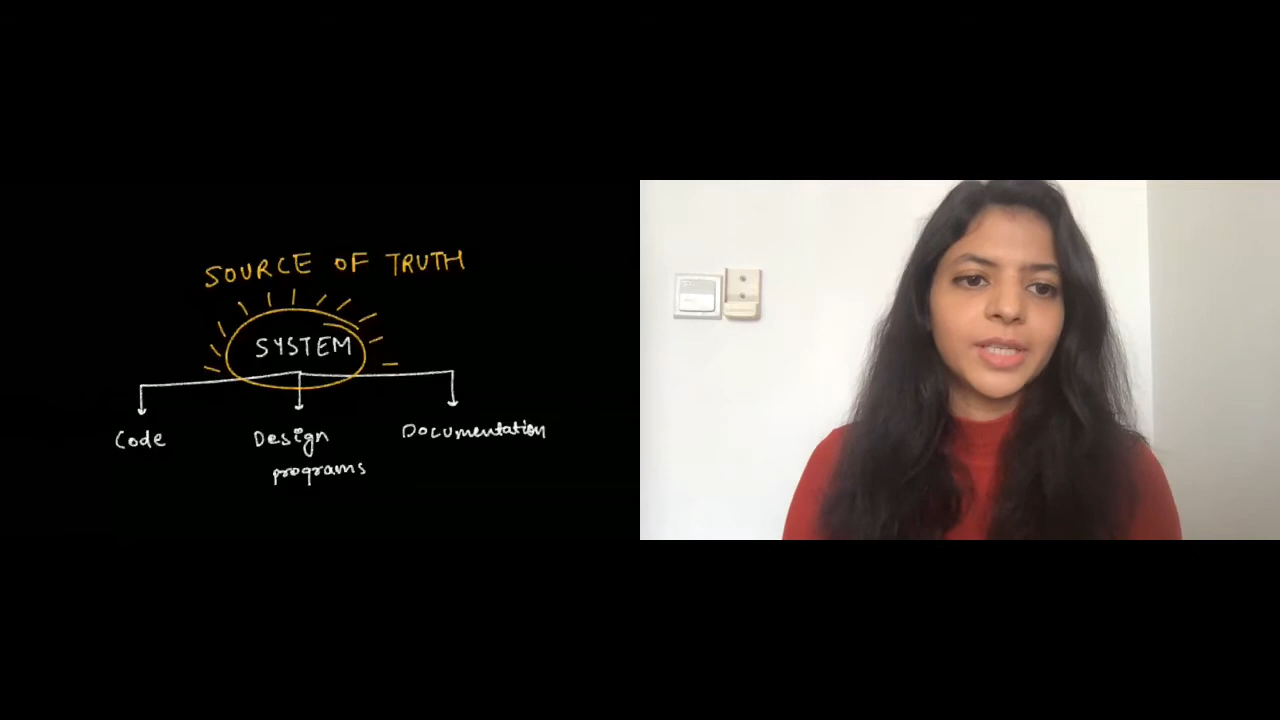 SOURCE OF TRUTH
SYSTEM
Code
Design
programs
Documentation